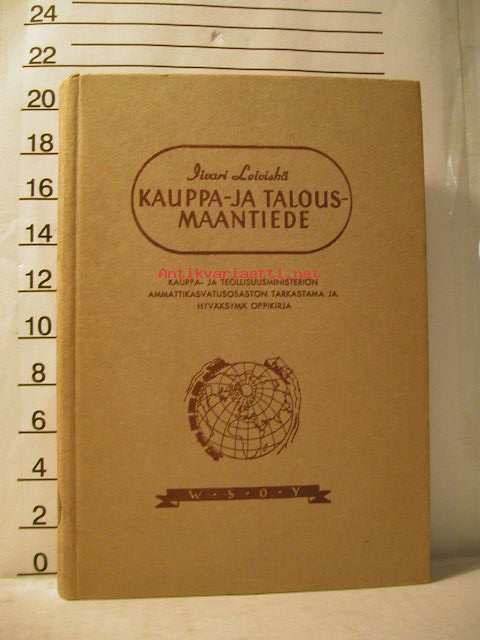 24
22
20
18
16
14
12
10
8
6
4
2
0
Iivari Leiviskä
KAUPPA-JA TALOUS-
MAANTIEDE
Antikvariaatti.net
KAUPPA- JA TEOLLISUUSMINISTERIÖN
AMMATTIKASVATUSOSASTON TARKASTAMA JA
HYVÄKSYMÄ OPPIKIRJA
W·S·O·Y